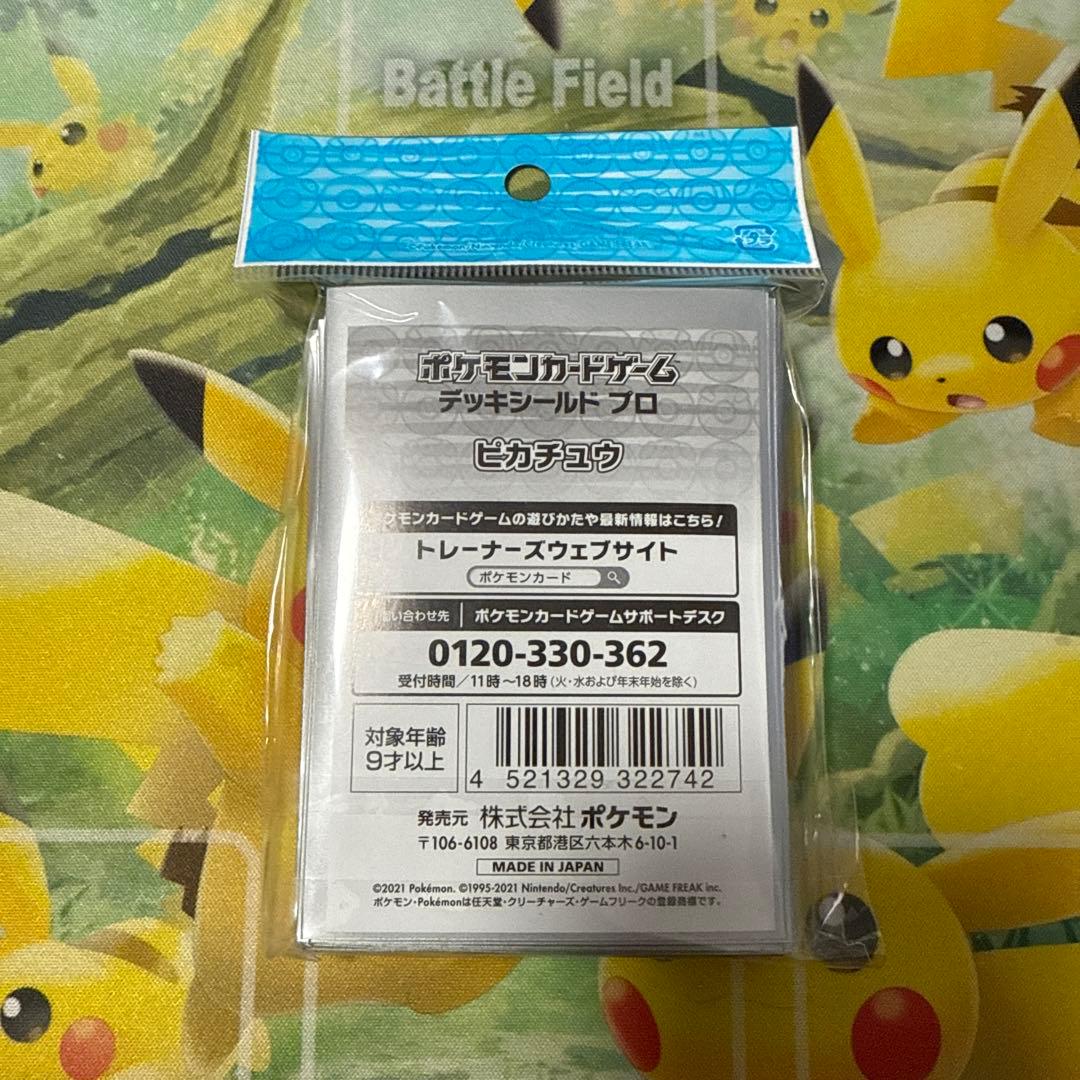 Battle Field
©Pokémon/Nintendo/Creatures/GAME FREAK
プラ
ポケモンカードゲーム
デッキシールド プロ
ピカチュウ
ケモンカードゲームの遊びかたや最新情報はこちら!
トレーナーズウェブサイト
ポケモンカード
問い合わせ先 ポケモンカードゲームサポートデスク
0120-330-362
受付時間/11時~18時(火・水および年末年始を除く)
対象年齢
9才以上
4 521329 322742
発売元 株式会社 ポケモン
〒106-6108 東京都港区六本木6-10-1
MADE IN JAPAN
©2021 Pokémon. ©1995-2021 Nintendo/Creatures Inc./GAME FREAK inc.
ポケモン・Pokémonは任天堂・クリーチャーズ・ゲームフリークの登録商標です。